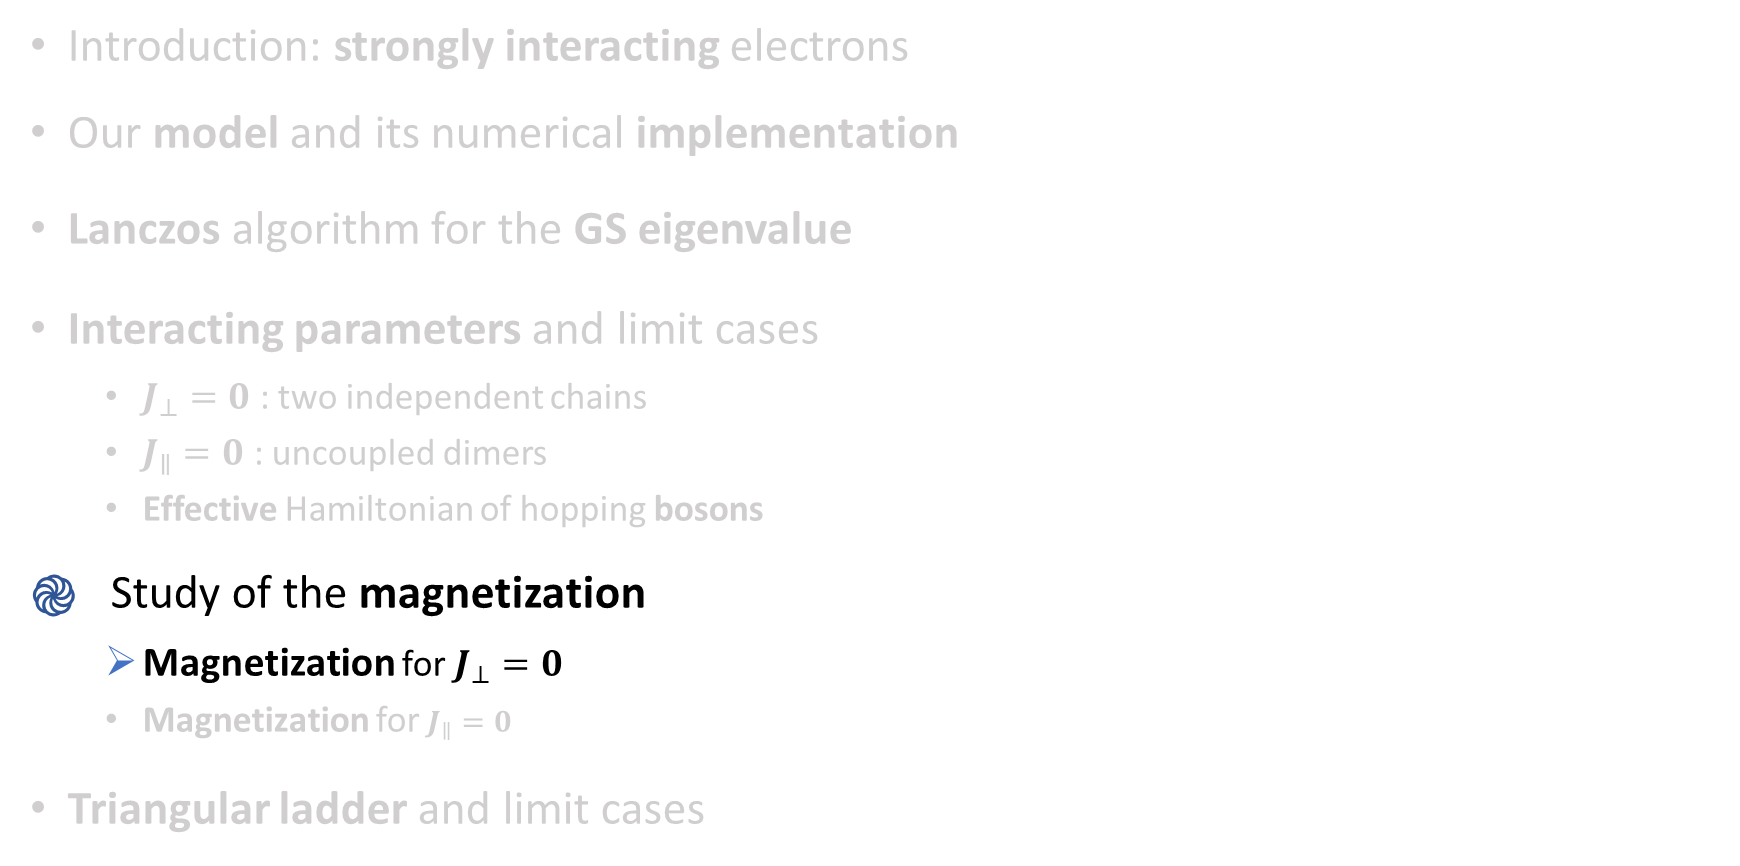 • Introduction: strongly interacting electrons
• Our model and its numerical implementation
• Lanczos algorithm for the GS eigenvalue
• Interacting parameters and limit cases
• J⊥ = 0 : two independent chains
• J∥ = 0 : uncoupled dimers
• Effective Hamiltonian of hopping bosons
Study of the magnetization
➢ Magnetization for J⊥ = 0
• Magnetization for J∥ = 0
• Triangular ladder and limit cases